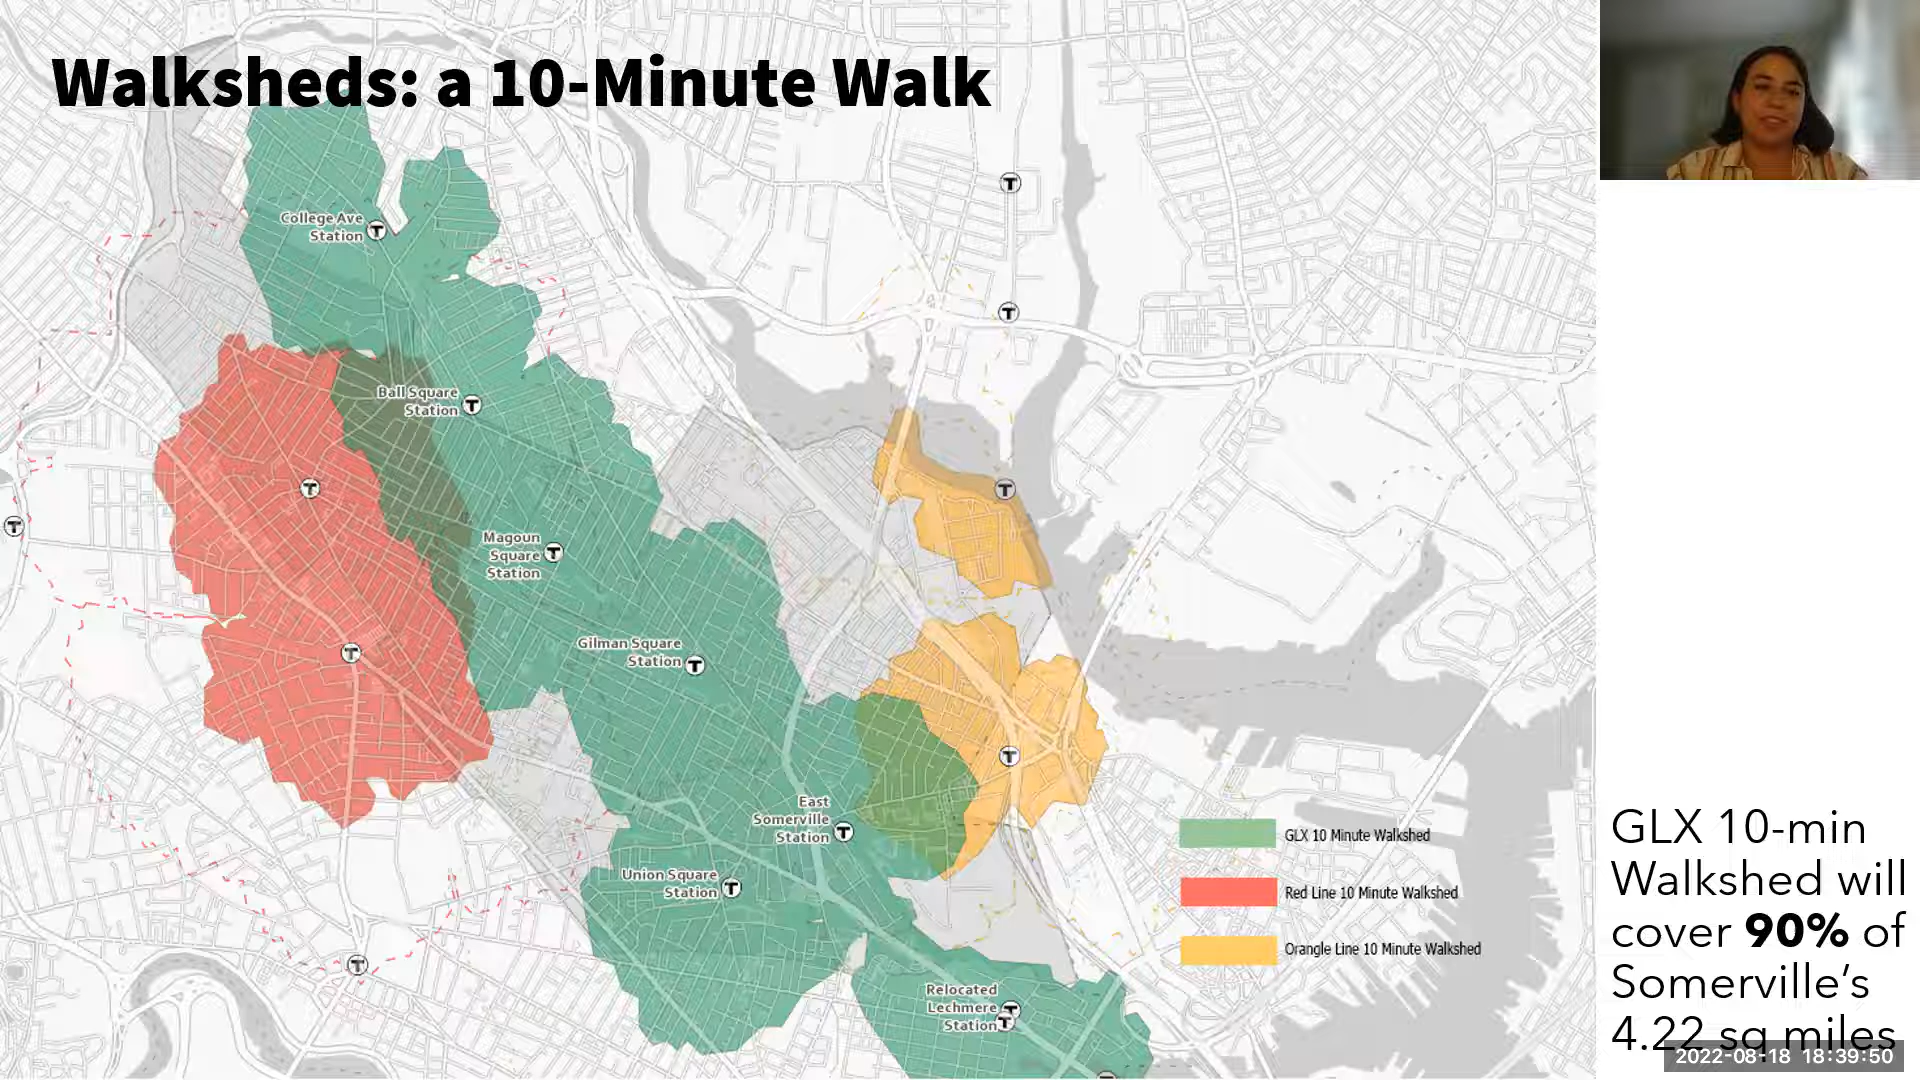 Walksheds: a 10-Minute Walk
T
College Ave
Station T
T
Ball Square
Station T
T
T
T
Magoun
Square
Station T
Gilman Square
Station T
T
T
East
Somerville
Station T
Union Square
Station T
T
Relocated
Lechmere T
Station T
GLX 10 Minute Walkshed
Red Line 10 Minute Walkshed
Orangle Line 10 Minute Walkshed
GLX 10-min
Walkshed will
cover 90% of
Somerville’s
4.22 sq miles
2022-08-18 18:39:50